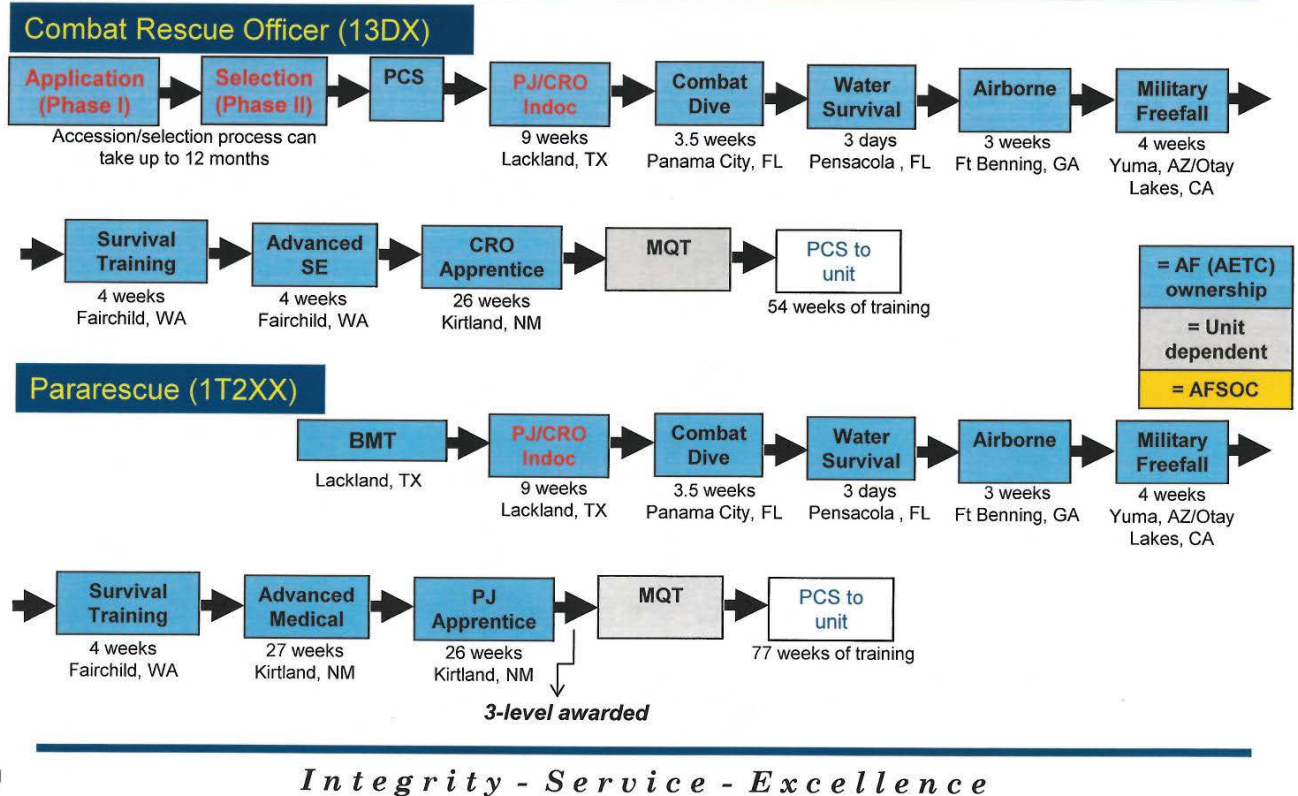 Combat Rescue Officer (13DX)
Application
(Phase I)
Selection
(Phase II)
PCS
PJ/CRO
Indoc
Combat
Dive
Water
Survival
Airborne
Military
Freefall
Accession/selection process can
take up to 12 months
9 weeks
Lackland, TX
3.5 weeks
Panama City, FL
3 days
Pensacola , FL
3 weeks
Ft Benning, GA
4 weeks
Yuma, AZ/Otay
Lakes, CA
Survival
Training
Advanced
SE
CRO
Apprentice
MQT
PCS to
unit
4 weeks
Fairchild, WA
4 weeks
Fairchild, WA
26 weeks
Kirtland, NM
54 weeks of training
= AF (AETC)
ownership
= Unit
dependent
= AFSOC
Pararescue (1T2XX)
BMT
PJ/CRO
Indoc
Combat
Dive
Water
Survival
Airborne
Military
Freefall
Lackland, TX
9 weeks
Lackland, TX
3.5 weeks
Panama City, FL
3 days
Pensacola , FL
3 weeks
Ft Benning, GA
4 weeks
Yuma, AZ/Otay
Lakes, CA
Survival
Training
Advanced
Medical
PJ
Apprentice
MQT
PCS to
unit
4 weeks
Fairchild, WA
27 weeks
Kirtland, NM
26 weeks
Kirtland, NM
77 weeks of training
3-level awarded
Integrity - Service - Excellence